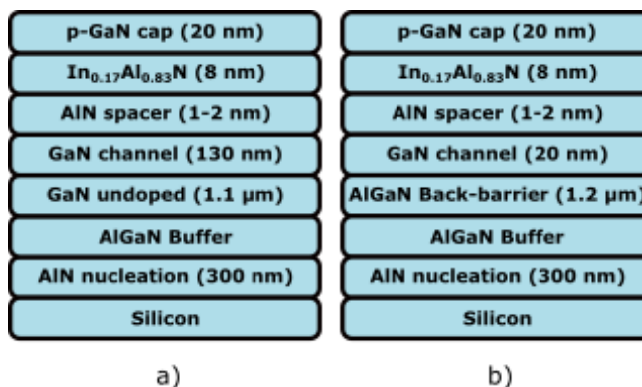 p-GaN cap (20 nm)
In0.17Al0.83N (8 nm)
AlN spacer (1-2 nm)
GaN channel (130 nm)
GaN undoped (1.1 µm)
AlGaN Buffer
AlN nucleation (300 nm)
Silicon
a)
p-GaN cap (20 nm)
In0.17Al0.83N (8 nm)
AlN spacer (1-2 nm)
GaN channel (20 nm)
AlGaN Back-barrier (1.2 µm)
AlGaN Buffer
AlN nucleation (300 nm)
Silicon
b)